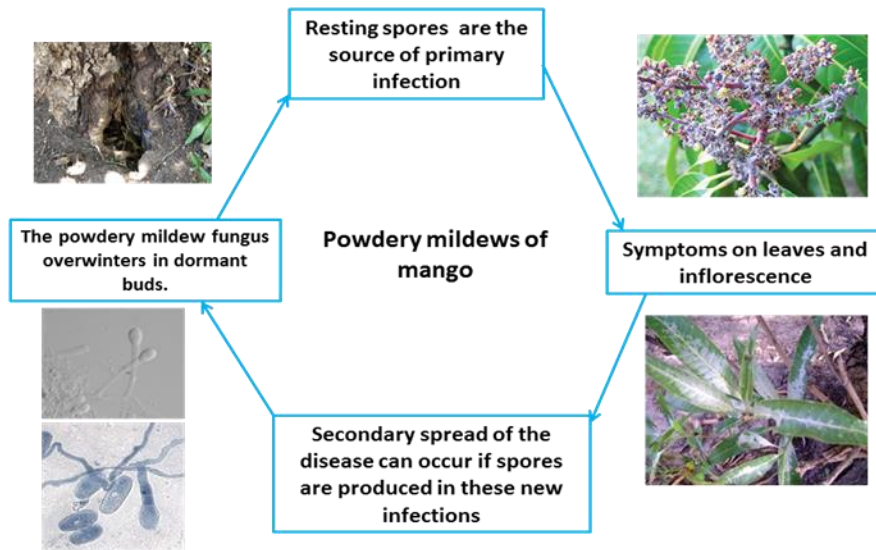 Resting spores are the
source of primary
infection
The powdery mildew fungus
overwinters in dormant
buds.
Powdery mildews of
mango
Symptoms on leaves and
inflorescence
Secondary spread of the
disease can occur if spores
are produced in these new
infections